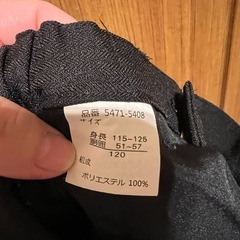 品番 5471-5408
サイズ
身長 115-125
胴囲 51-57
120
組成
ポリエステル 100%